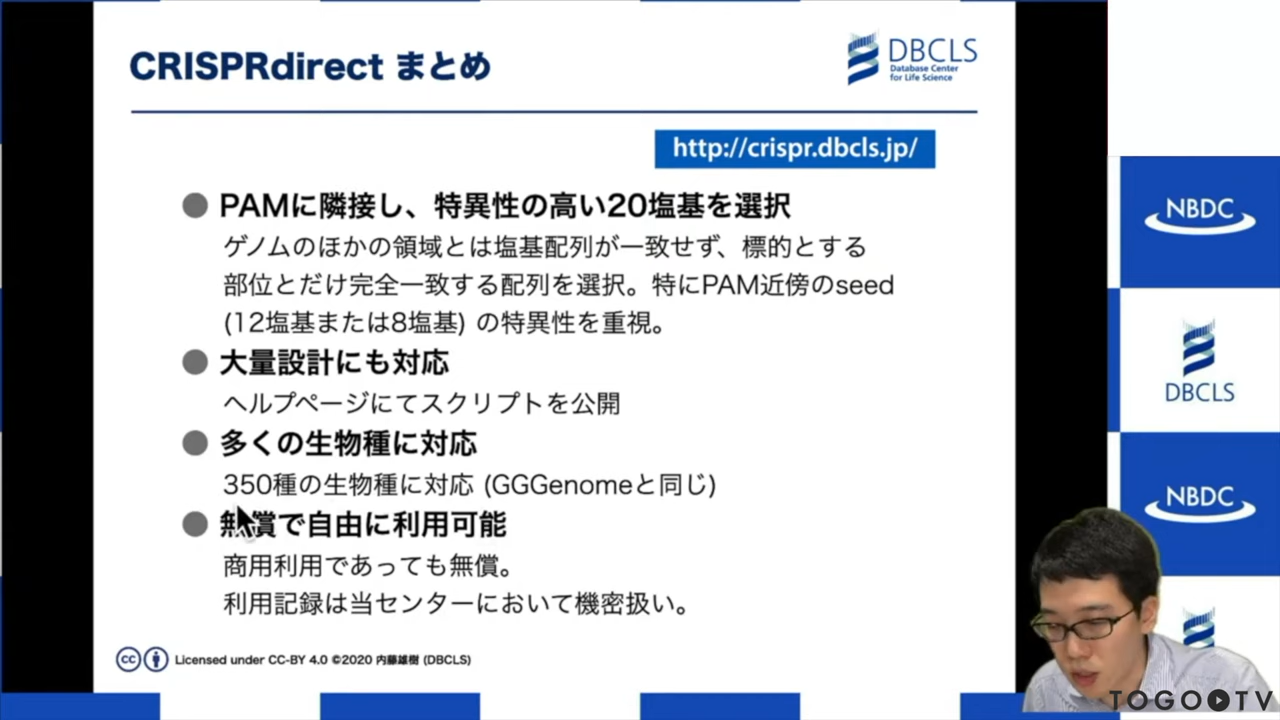 CRISPRdirect まとめ
DBCLS
Database Center
for Life Science
http://crispr.dbcls.jp/
● PAMに隣接し、特異性の高い20塩基を選択
ゲノムのほかの領域とは塩基配列が一致せず、標的とする
部位とだけ完全一致する配列を選択。特にPAM近傍のseed
(12塩基または8塩基) の特異性を重視。
● 大量設計にも対応
ヘルプページにてスクリプトを公開
● 多くの生物種に対応
350種の生物種に対応 (GGGenomeと同じ)
● 無償で自由に利用可能
商用利用であっても無償。
利用記録は当センターにおいて機密扱い。
cc Licensed under CC-BY 4.0 ©2020 内藤雄樹 (DBCLS)
NBDC
DBCLS
NBDC
TOGO TV